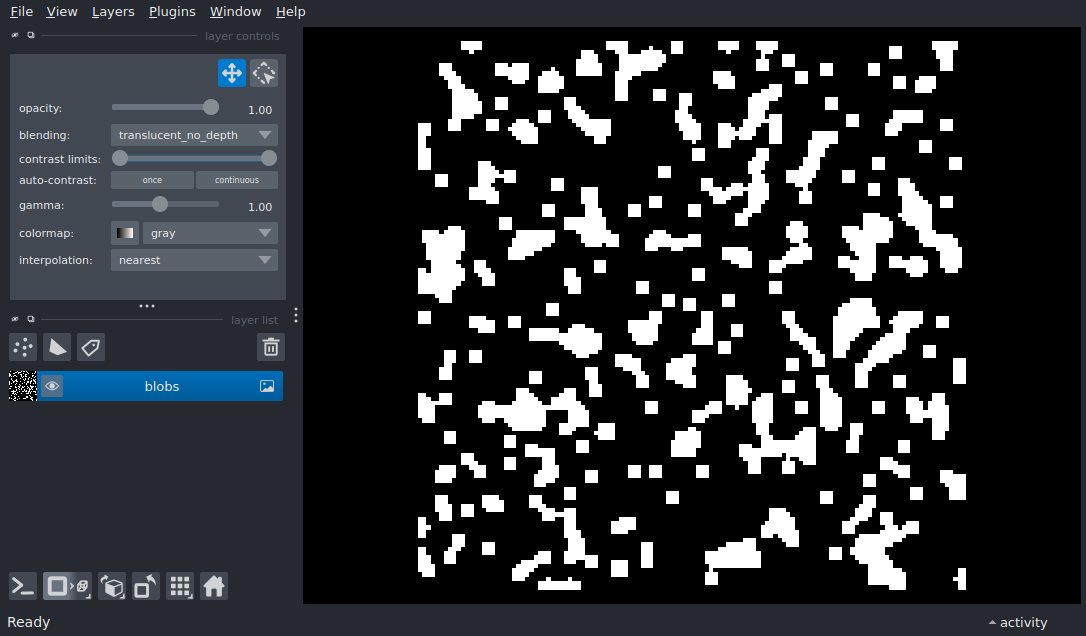 File View Layers Plugins Window Help
layer controls
opacity: 1.00
blending: translucent_no_depth
contrast limits:
auto-contrast: once continuous
gamma: 1.00
colormap: gray
interpolation: nearest
layer list
blobs
Ready activity